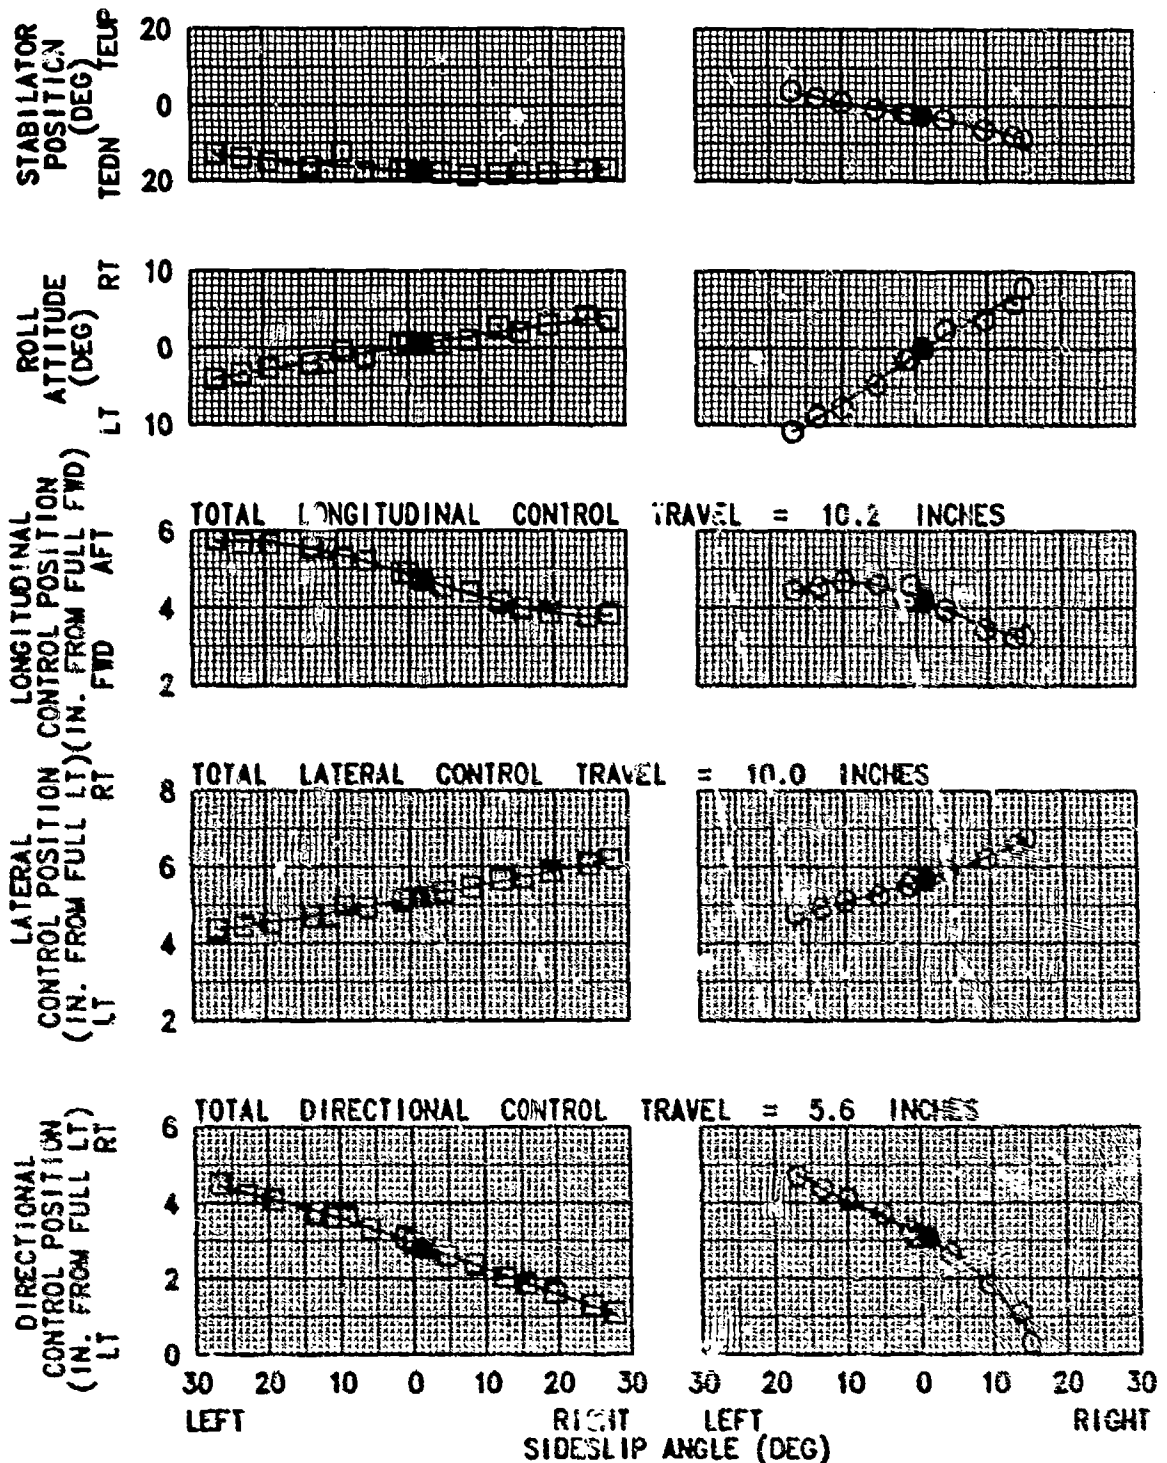 STABILATOR
POSITION
(DEG)
TEDN TEUP
20
0
20
ROLL
ATTITUDE
(DEG)
LT RT
10
0
10
LONGITUDINAL
CONTROL POSITION
(IN. FROM FULL FWD)
FWD AFT
TOTAL LONGITUDINAL CONTROL TRAVEL = 10.2 INCHES
6
4
2
LATERAL
CONTROL POSITION
(IN. FROM FULL LT)
LT RT
TOTAL LATERAL CONTROL TRAVEL = 10.0 INCHES
8
6
4
2
DIRECTIONAL
CONTROL POSITION
(IN. FROM FULL LT)
LT RT
TOTAL DIRECTIONAL CONTROL TRAVEL = 5.6 INCHES
6
4
2
0
30 20 10 0 10 20 30 30 20 10 0 10 20 30
LEFT RIGHT LEFT RIGHT
SIDESLIP ANGLE (DEG)